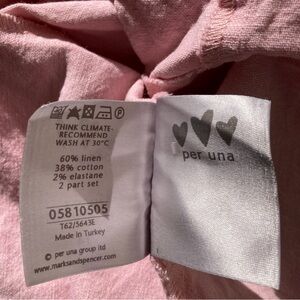 THINK CLIMATE-
RECOMMEND
WASH AT 30°C
60% linen
38% cotton
2% elastane
2 part set
05810505
T62/5643E
Made in Turkey
© per una group ltd
www.marksandspencer.com
per una